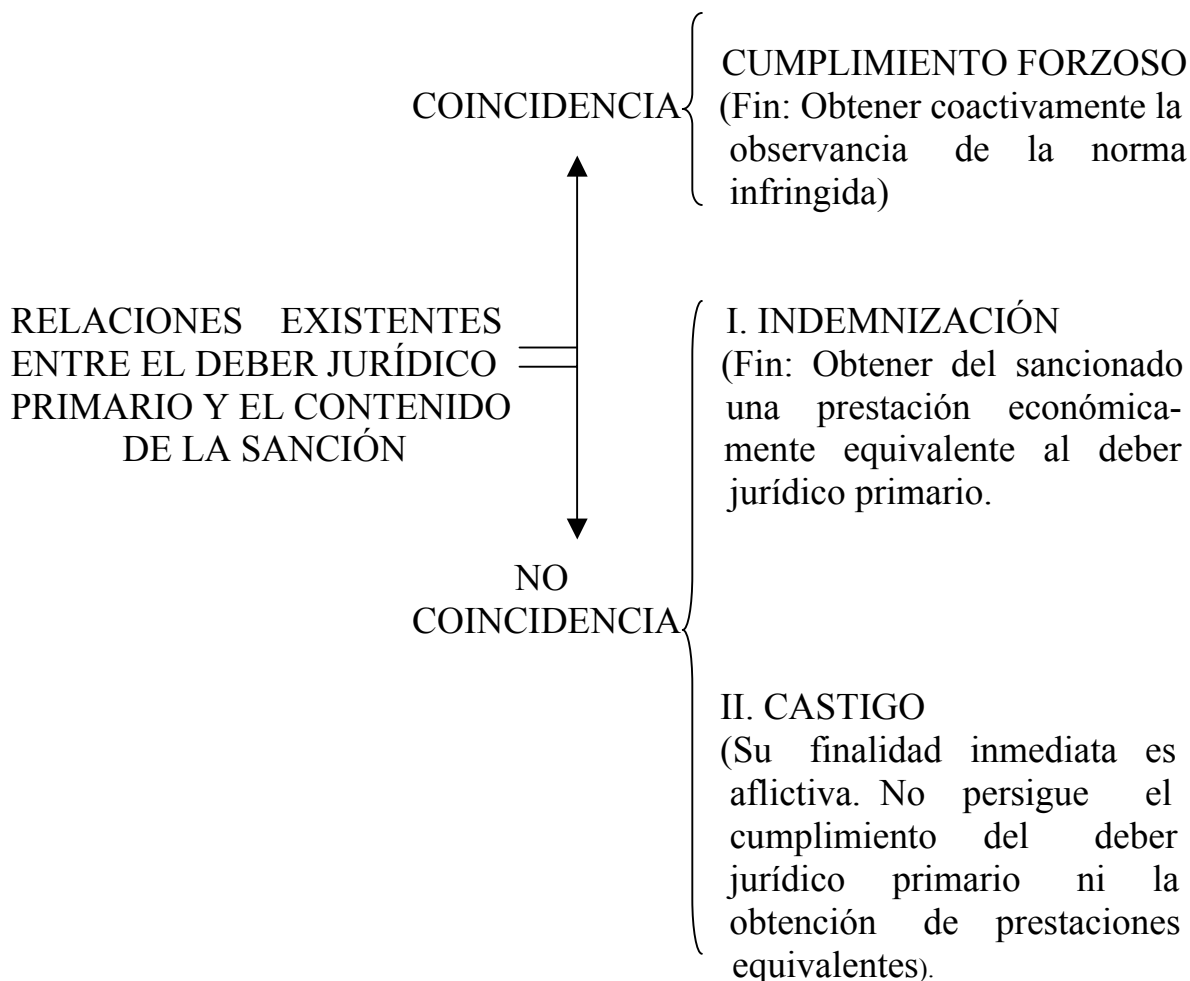 COINCIDENCIA
CUMPLIMIENTO FORZOSO
(Fin: Obtener coactivamente la
observancia de la norma
infringida)
RELACIONES EXISTENTES
ENTRE EL DEBER JURÍDICO
PRIMARIO Y EL CONTENIDO
DE LA SANCIÓN
I. INDEMNIZACIÓN
(Fin: Obtener del sancionado
una prestación económica-
mente equivalente al deber
jurídico primario.
NO
COINCIDENCIA
II. CASTIGO
(Su finalidad inmediata es
aflictiva. No persigue el
cumplimiento del deber
jurídico primario ni la
obtención de prestaciones
equivalentes).